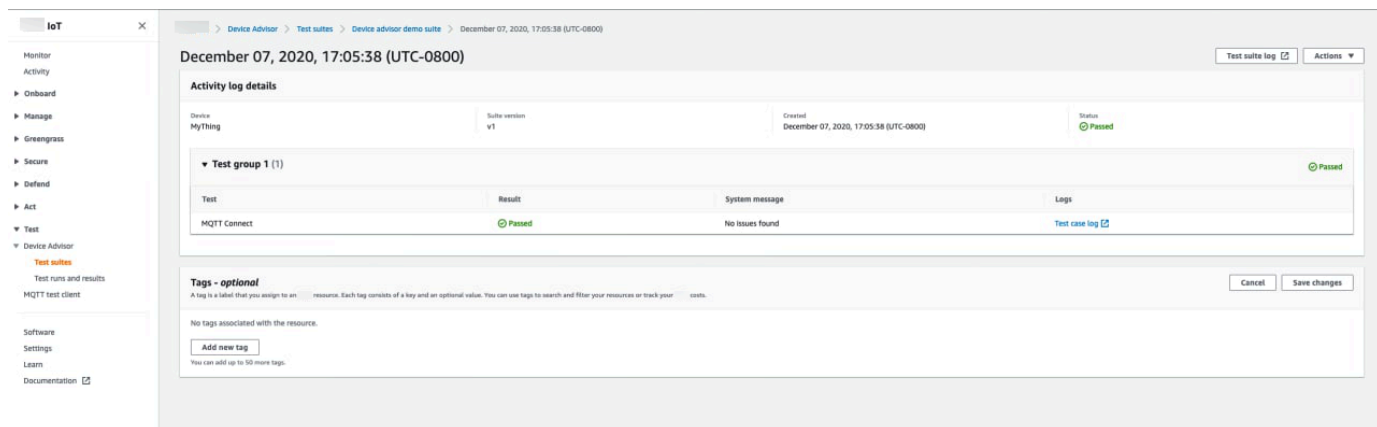 IoT
Monitor
Activity
Onboard
Manage
Greengrass
Secure
Defend
Act
Test
Device Advisor
Test suites
Test runs and results
MQTT test client
Software
Settings
Learn
Documentation
> Device Advisor > Test suites > Device advisor demo suite > December 07, 2020, 17:05:38 (UTC-0800)
December 07, 2020, 17:05:38 (UTC-0800)
Test suite log
Actions
Activity log details
Device
MyThing
Suite version
v1
Created
December 07, 2020, 17:05:38 (UTC-0800)
Status
Passed
Test group 1 (1)
Passed
Test Result System message Logs
MQTT Connect Passed No issues found Test case log
Tags - optional
A tag is a label that you assign to an resource. Each tag consists of a key and an optional value. You can use tags to search and filter your resources or track your costs.
Cancel
Save changes
No tags associated with the resource.
Add new tag
You can add up to 50 more tags.